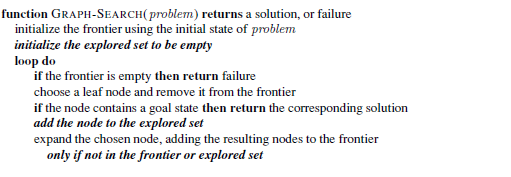 function GRAPH-SEARCH(problem) returns a solution, or failure
initialize the frontier using the initial state of problem
initialize the explored set to be empty
loop do
if the frontier is empty then return failure
choose a leaf node and remove it from the frontier
if the node contains a goal state then return the corresponding solution
add the node to the explored set
expand the chosen node, adding the resulting nodes to the frontier
only if not in the frontier or explored set